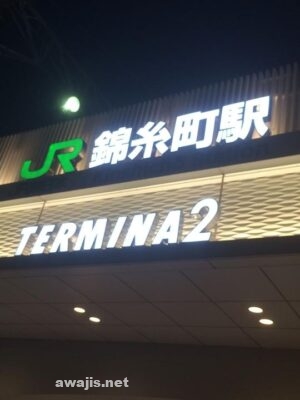 JR 錦糸町駅
TERMINA2
awajis.net